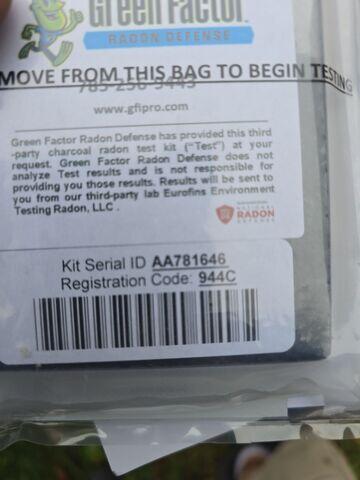 Green Factor
RADON DEFENSE
MOVE FROM THIS BAG TO BEGIN TESTING
785-256-9443
www.gfipro.com
Green Factor Radon Defense has provided this third
-party charcoal radon test kit ("Test") at your
request. Green Factor Radon Defense does not
analyze Test results and is not responsible for
providing you those results. Results will be sent to
you from our third-party lab Eurofins Environment
Testing Radon, LLC .
NATIONAL
RADON
DEFENSE
Kit Serial ID AA781646
Registration Code: 944C